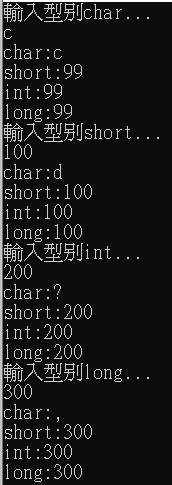 輸入型別char...
c
char:c
short:99
int:99
long:99
輸入型別short...
100
char:d
short:100
int:100
long:100
輸入型別int...
200
char:?
short:200
int:200
long:200
輸入型別long...
300
char:,
short:300
int:300
long:300